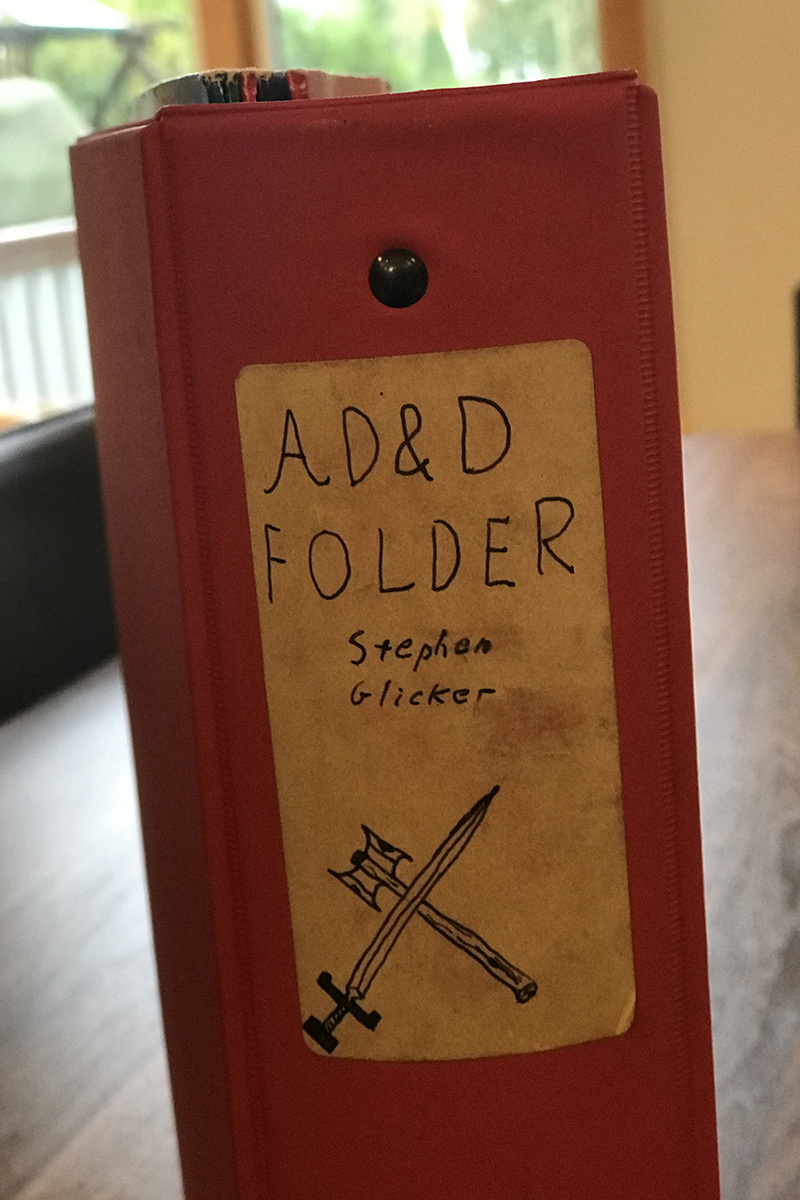 AD&D
FOLDER
Stephen
Glicker